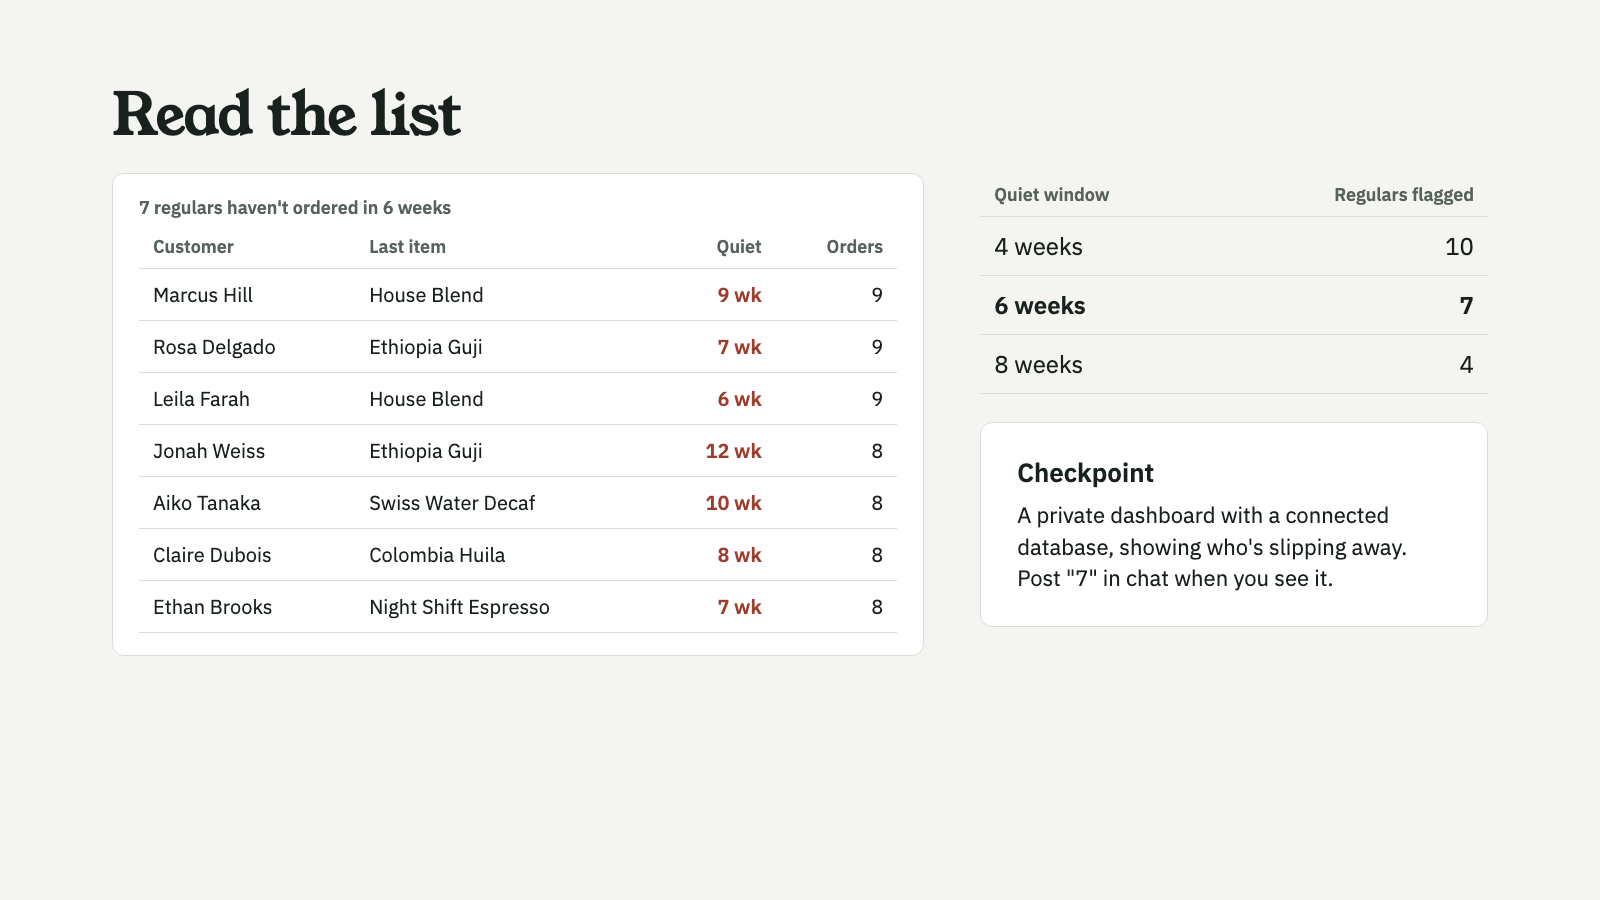 Read the list
7 regulars haven't ordered in 6 weeks
Customer Last item Quiet Orders
Marcus Hill House Blend 9 wk 9
Rosa Delgado Ethiopia Guji 7 wk 9
Leila Farah House Blend 6 wk 9
Jonah Weiss Ethiopia Guji 12 wk 8
Aiko Tanaka Swiss Water Decaf 10 wk 8
Claire Dubois Colombia Huila 8 wk 8
Ethan Brooks Night Shift Espresso 7 wk 8
Quiet window Regulars flagged
4 weeks 10
6 weeks 7
8 weeks 4
Checkpoint
A private dashboard with a connected
database, showing who's slipping away.
Post "7" in chat when you see it.